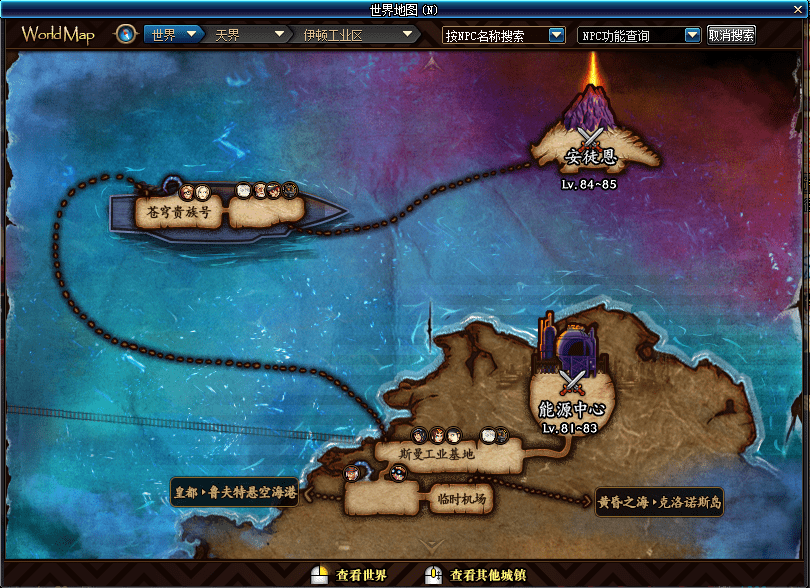 世界地图 (N)
WorldMap
世界
天界
伊顿工业区
按NPC名称搜索
NPC功能查询
取消搜索
安徒恩
Lv.84~85
苍穹贵族号
能源中心
Lv.81~83
斯曼工业基地
皇都▸鲁夫特悬空海港
临时机场
黄昏之海▸克洛诺斯岛
查看世界
查看其他城镇